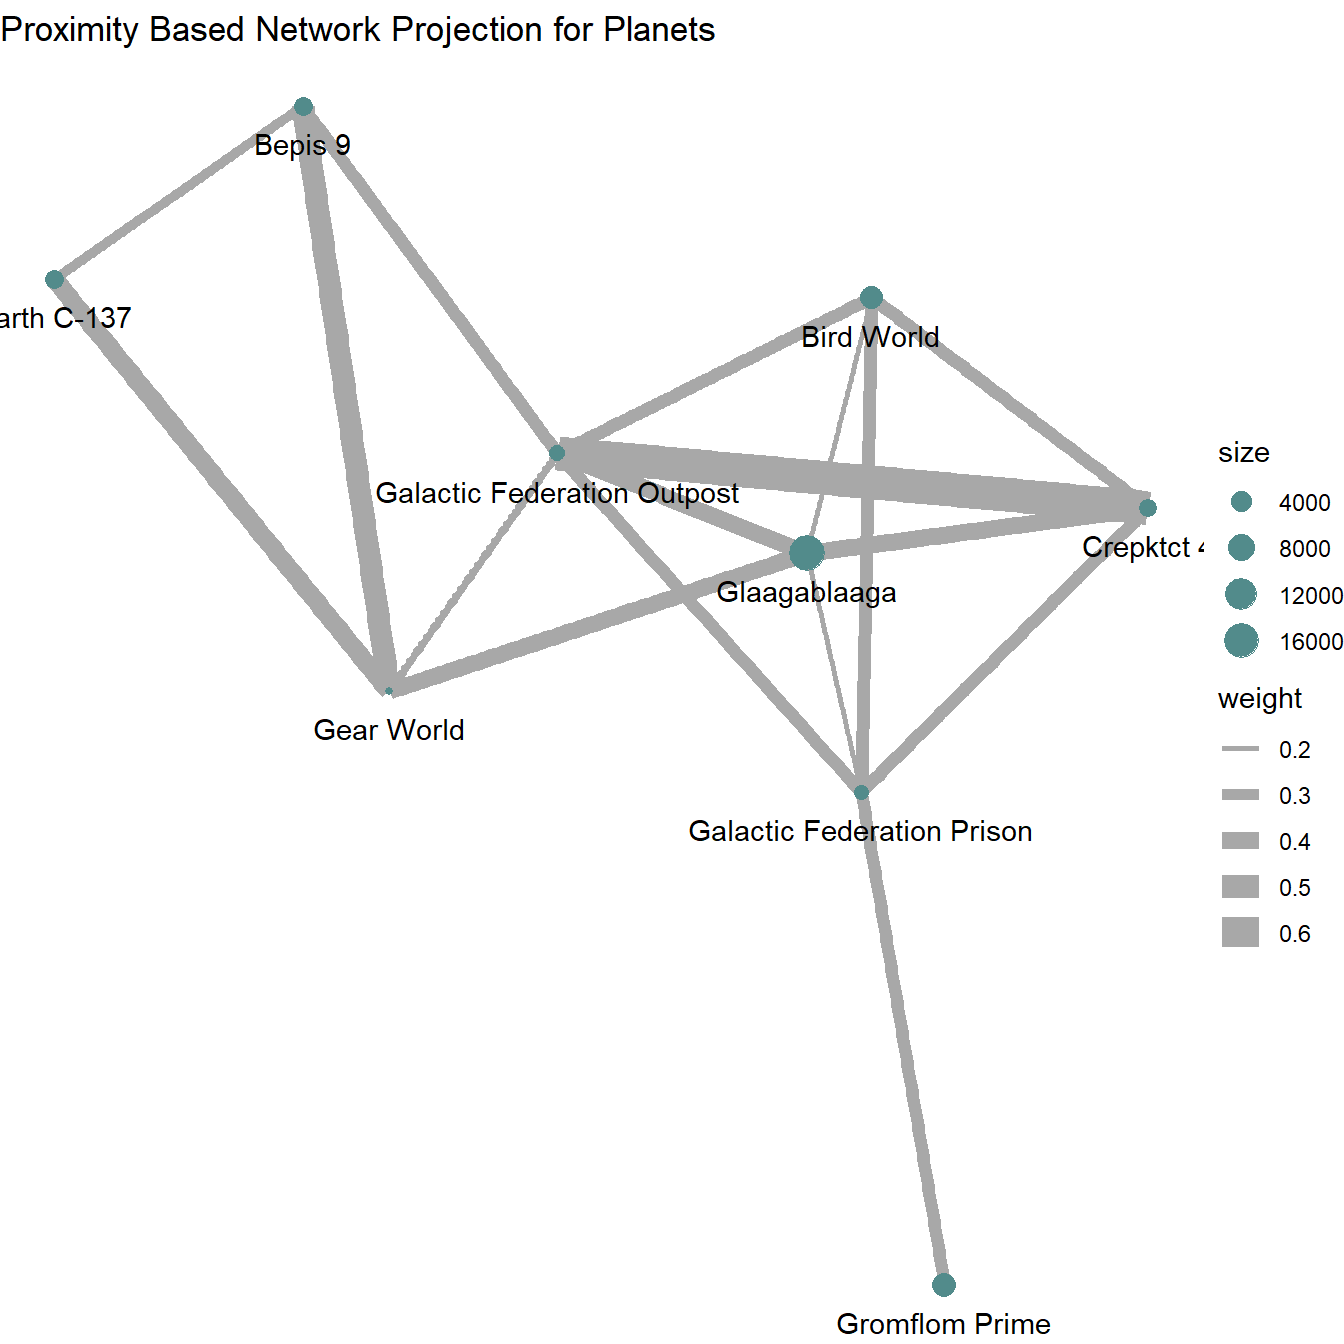 Proximity Based Network Projection for Planets
Bepis 9
arth C-137
Bird World
Galactic Federation Outpost
Crepktct 4
Glaagablaaga
Gear World
Galactic Federation Prison
Gromflom Prime
size
4000
8000
12000
16000
weight
0.2
0.3
0.4
0.5
0.6